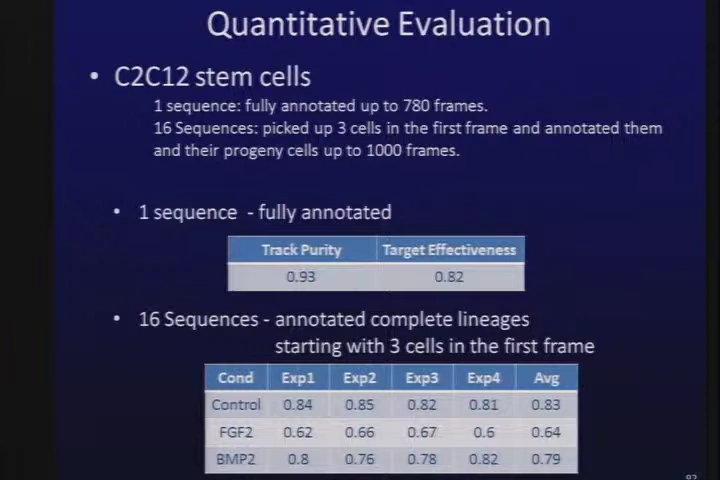 Quantitative Evaluation
• C2C12 stem cells
1 sequence: fully annotated up to 780 frames.
16 Sequences: picked up 3 cells in the first frame and annotated them
and their progeny cells up to 1000 frames.
• 1 sequence - fully annotated
Track Purity Target Effectiveness
0.93 0.82
• 16 Sequences - annotated complete lineages
starting with 3 cells in the first frame
Cond Exp1 Exp2 Exp3 Exp4 Avg
Control 0.84 0.85 0.82 0.81 0.83
FGF2 0.62 0.66 0.67 0.6 0.64
BMP2 0.8 0.76 0.78 0.82 0.79